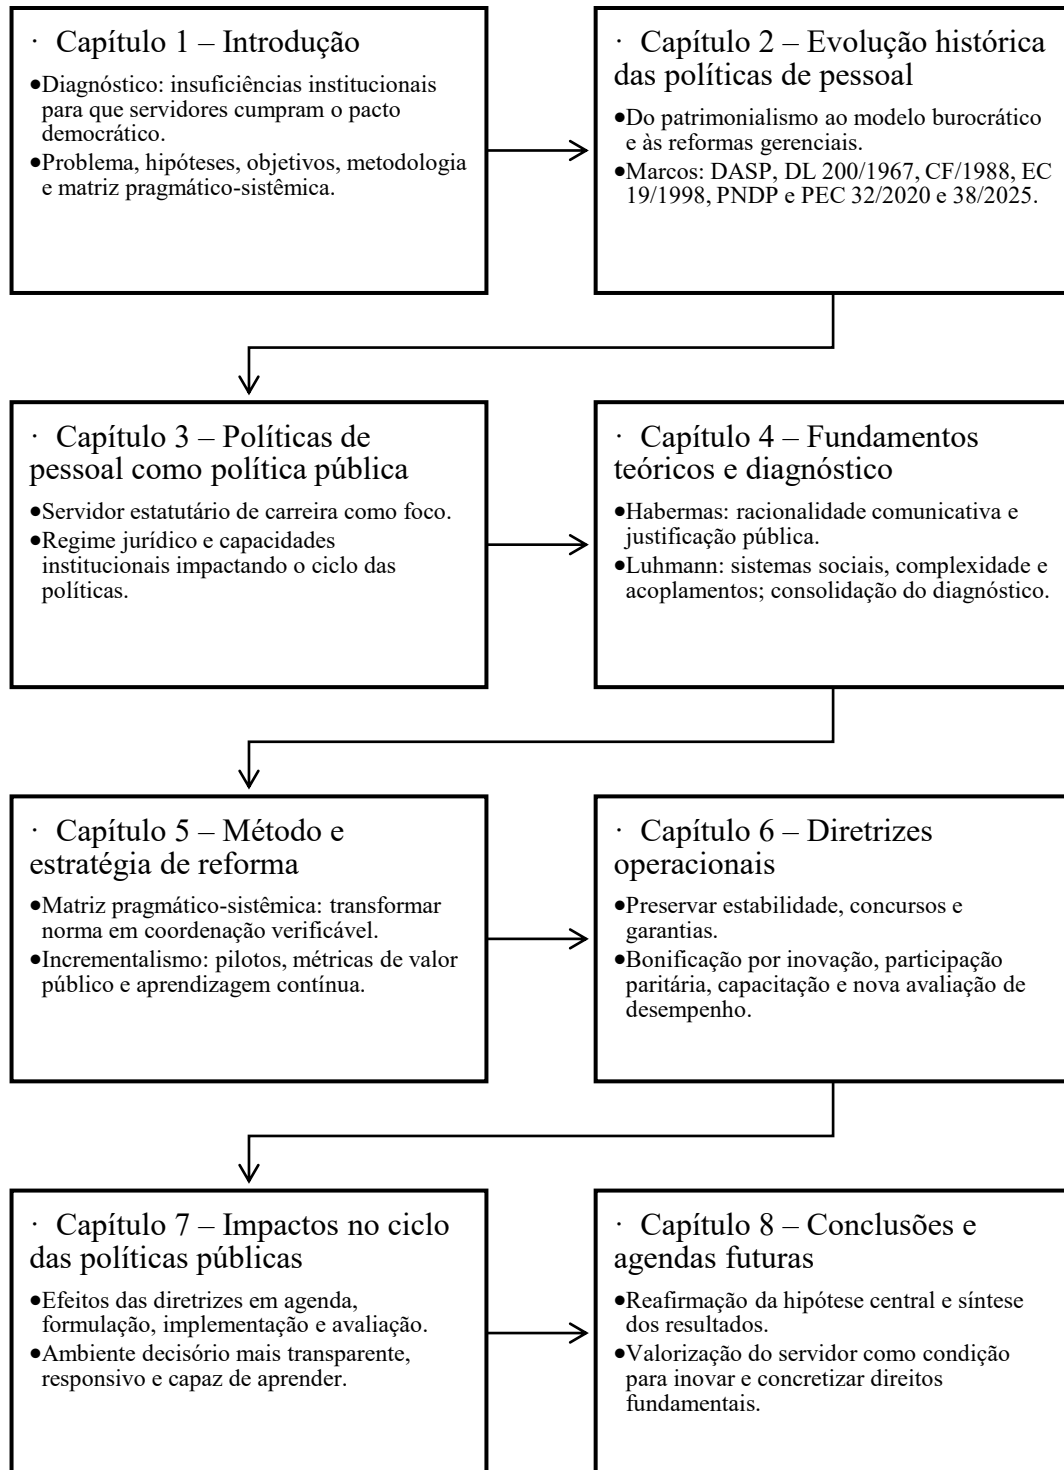 · Capítulo 1 – Introdução
•Diagnóstico: insuficiências institucionais
para que servidores cumpram o pacto
democrático.
•Problema, hipóteses, objetivos, metodologia
e matriz pragmático-sistêmica.
· Capítulo 2 – Evolução histórica
das políticas de pessoal
•Do patrimonialismo ao modelo burocrático
e às reformas gerenciais.
•Marcos: DASP, DL 200/1967, CF/1988, EC
19/1998, PNDP e PEC 32/2020 e 38/2025.
· Capítulo 3 – Políticas de
pessoal como política pública
•Servidor estatutário de carreira como foco.
•Regime jurídico e capacidades
institucionais impactando o ciclo das
políticas.
· Capítulo 4 – Fundamentos
teóricos e diagnóstico
•Habermas: racionalidade comunicativa e
justificação pública.
•Luhmann: sistemas sociais, complexidade e
acoplamentos; consolidação do diagnóstico.
· Capítulo 5 – Método e
estratégia de reforma
•Matriz pragmático-sistêmica: transformar
norma em coordenação verificável.
•Incrementalismo: pilotos, métricas de valor
público e aprendizagem contínua.
· Capítulo 6 – Diretrizes
operacionais
•Preservar estabilidade, concursos e
garantias.
•Bonificação por inovação, participação
paritária, capacitação e nova avaliação de
desempenho.
· Capítulo 7 – Impactos no ciclo
das políticas públicas
•Efeitos das diretrizes em agenda,
formulação, implementação e avaliação.
•Ambiente decisório mais transparente,
responsivo e capaz de aprender.
· Capítulo 8 – Conclusões e
agendas futuras
•Reafirmação da hipótese central e síntese
dos resultados.
•Valorização do servidor como condição
para inovar e concretizar direitos
fundamentais.